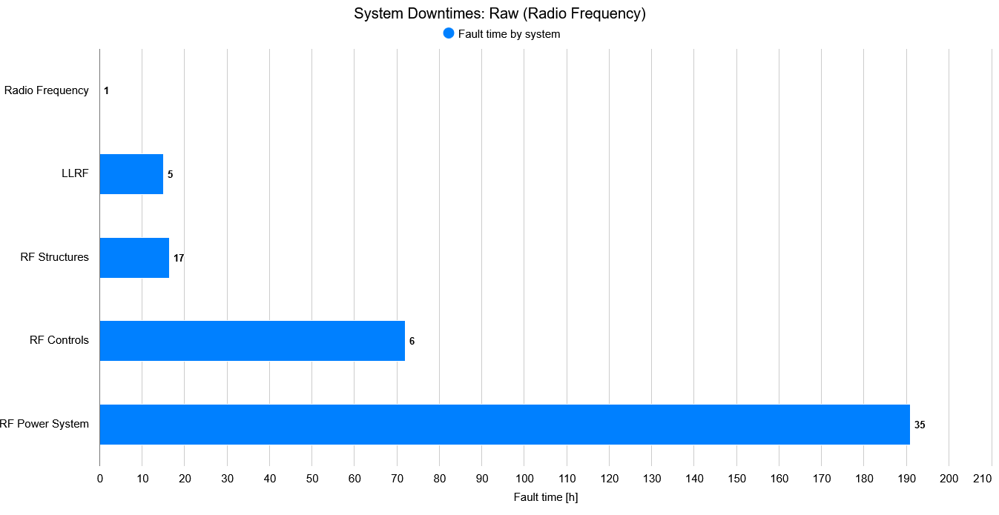 System Downtimes: Raw (Radio Frequency)
Fault time by system
Radio Frequency 1
LLRF 5
RF Structures 17
RF Controls 6
RF Power System 35
0 10 20 30 40 50 60 70 80 90 100 110 120 130 140 150 160 170 180 190 200 210
Fault time [h]